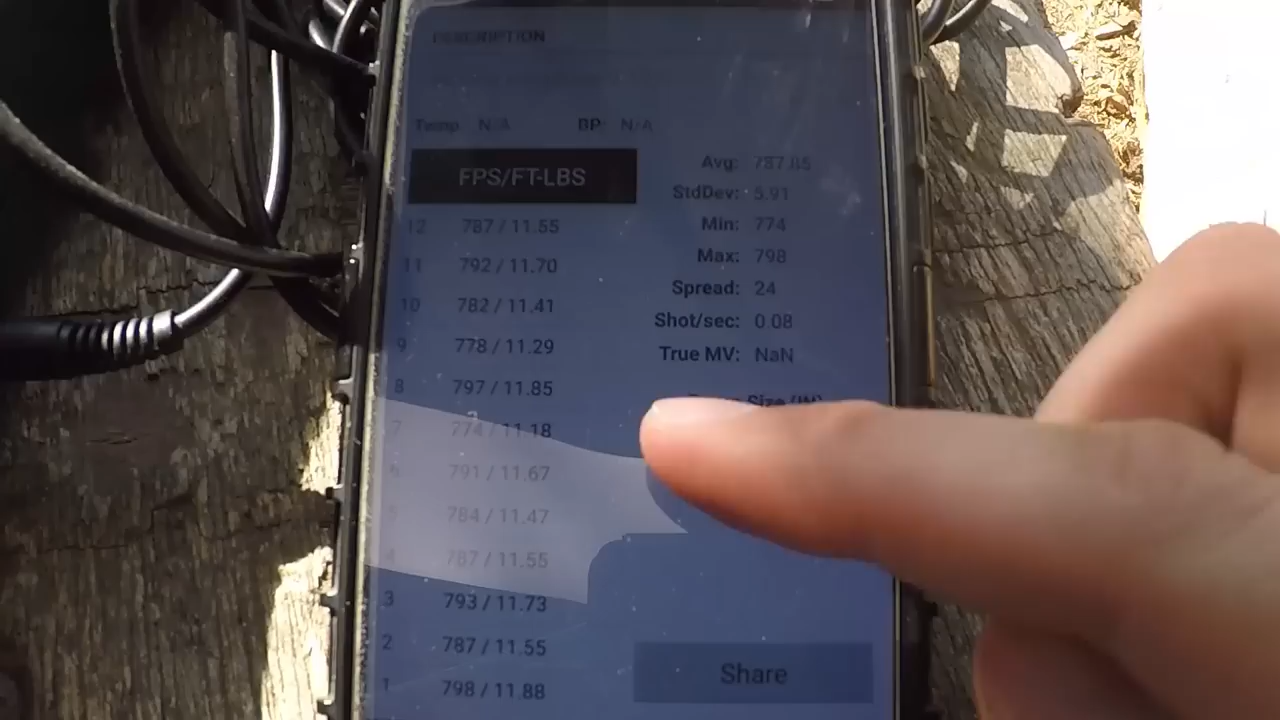 DESCRIPTION
Temp: N/A BP: N/A
FPS/FT-LBS
Avg: 787.85
StdDev: 5.91
Min: 774
Max: 798
Spread: 24
Shot/sec: 0.08
True MV: NaN
Size (IN)
12 787 / 11.55
11 792 / 11.70
10 782 / 11.41
9 778 / 11.29
8 797 / 11.85
7 774 / 11.18
6 791 / 11.67
5 784 / 11.47
4 787 / 11.55
3 793 / 11.73
2 787 / 11.55
1 798 / 11.88
Share